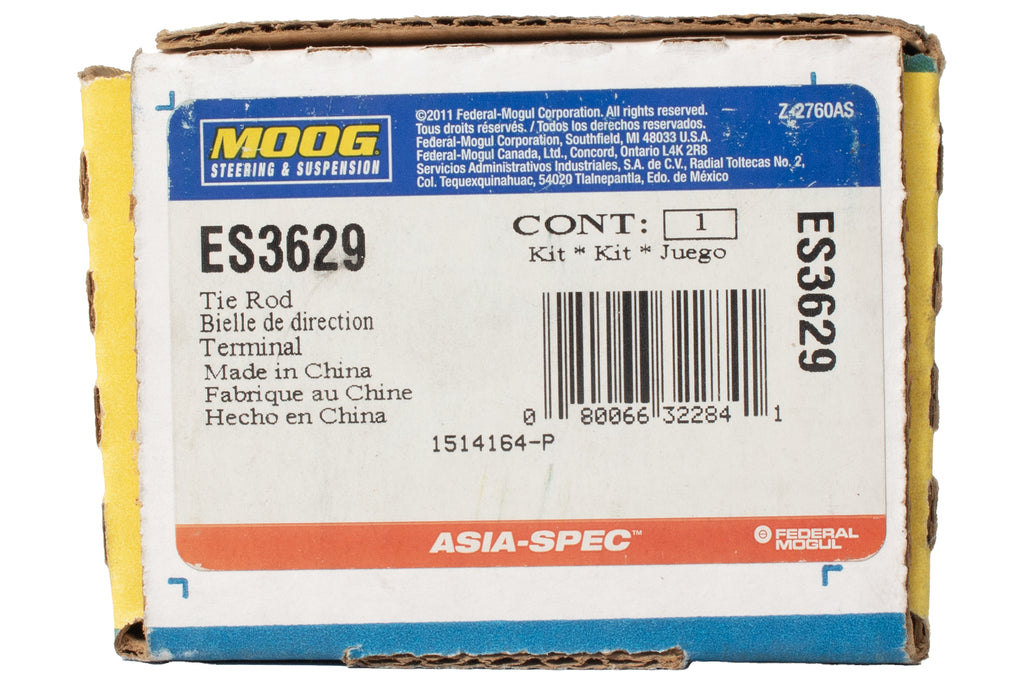 MOOG
STEERING & SUSPENSION
©2011 Federal-Mogul Corporation. All rights reserved.
Tous droits réservés. / Todos los derechos reservados.
Federal-Mogul Corporation, Southfield, MI 48033 U.S.A.
Federal-Mogul Canada, Ltd., Concord, Ontario L4K 2R8
Servicios Administrativos Industriales, S.A. de C.V., Radial Toltecas No. 2,
Col. Tequexquinahuac, 54020 Tlalnepantla, Edo. de México
Z-2760AS
ES3629
CONT: 1
Kit * Kit * Juego
ES3629
Tie Rod
Bielle de direction
Terminal
Made in China
Fabrique au Chine
Hecho en China
0 80066 32284 1
1514164-P
ASIA-SPEC™
FEDERAL
MOGUL